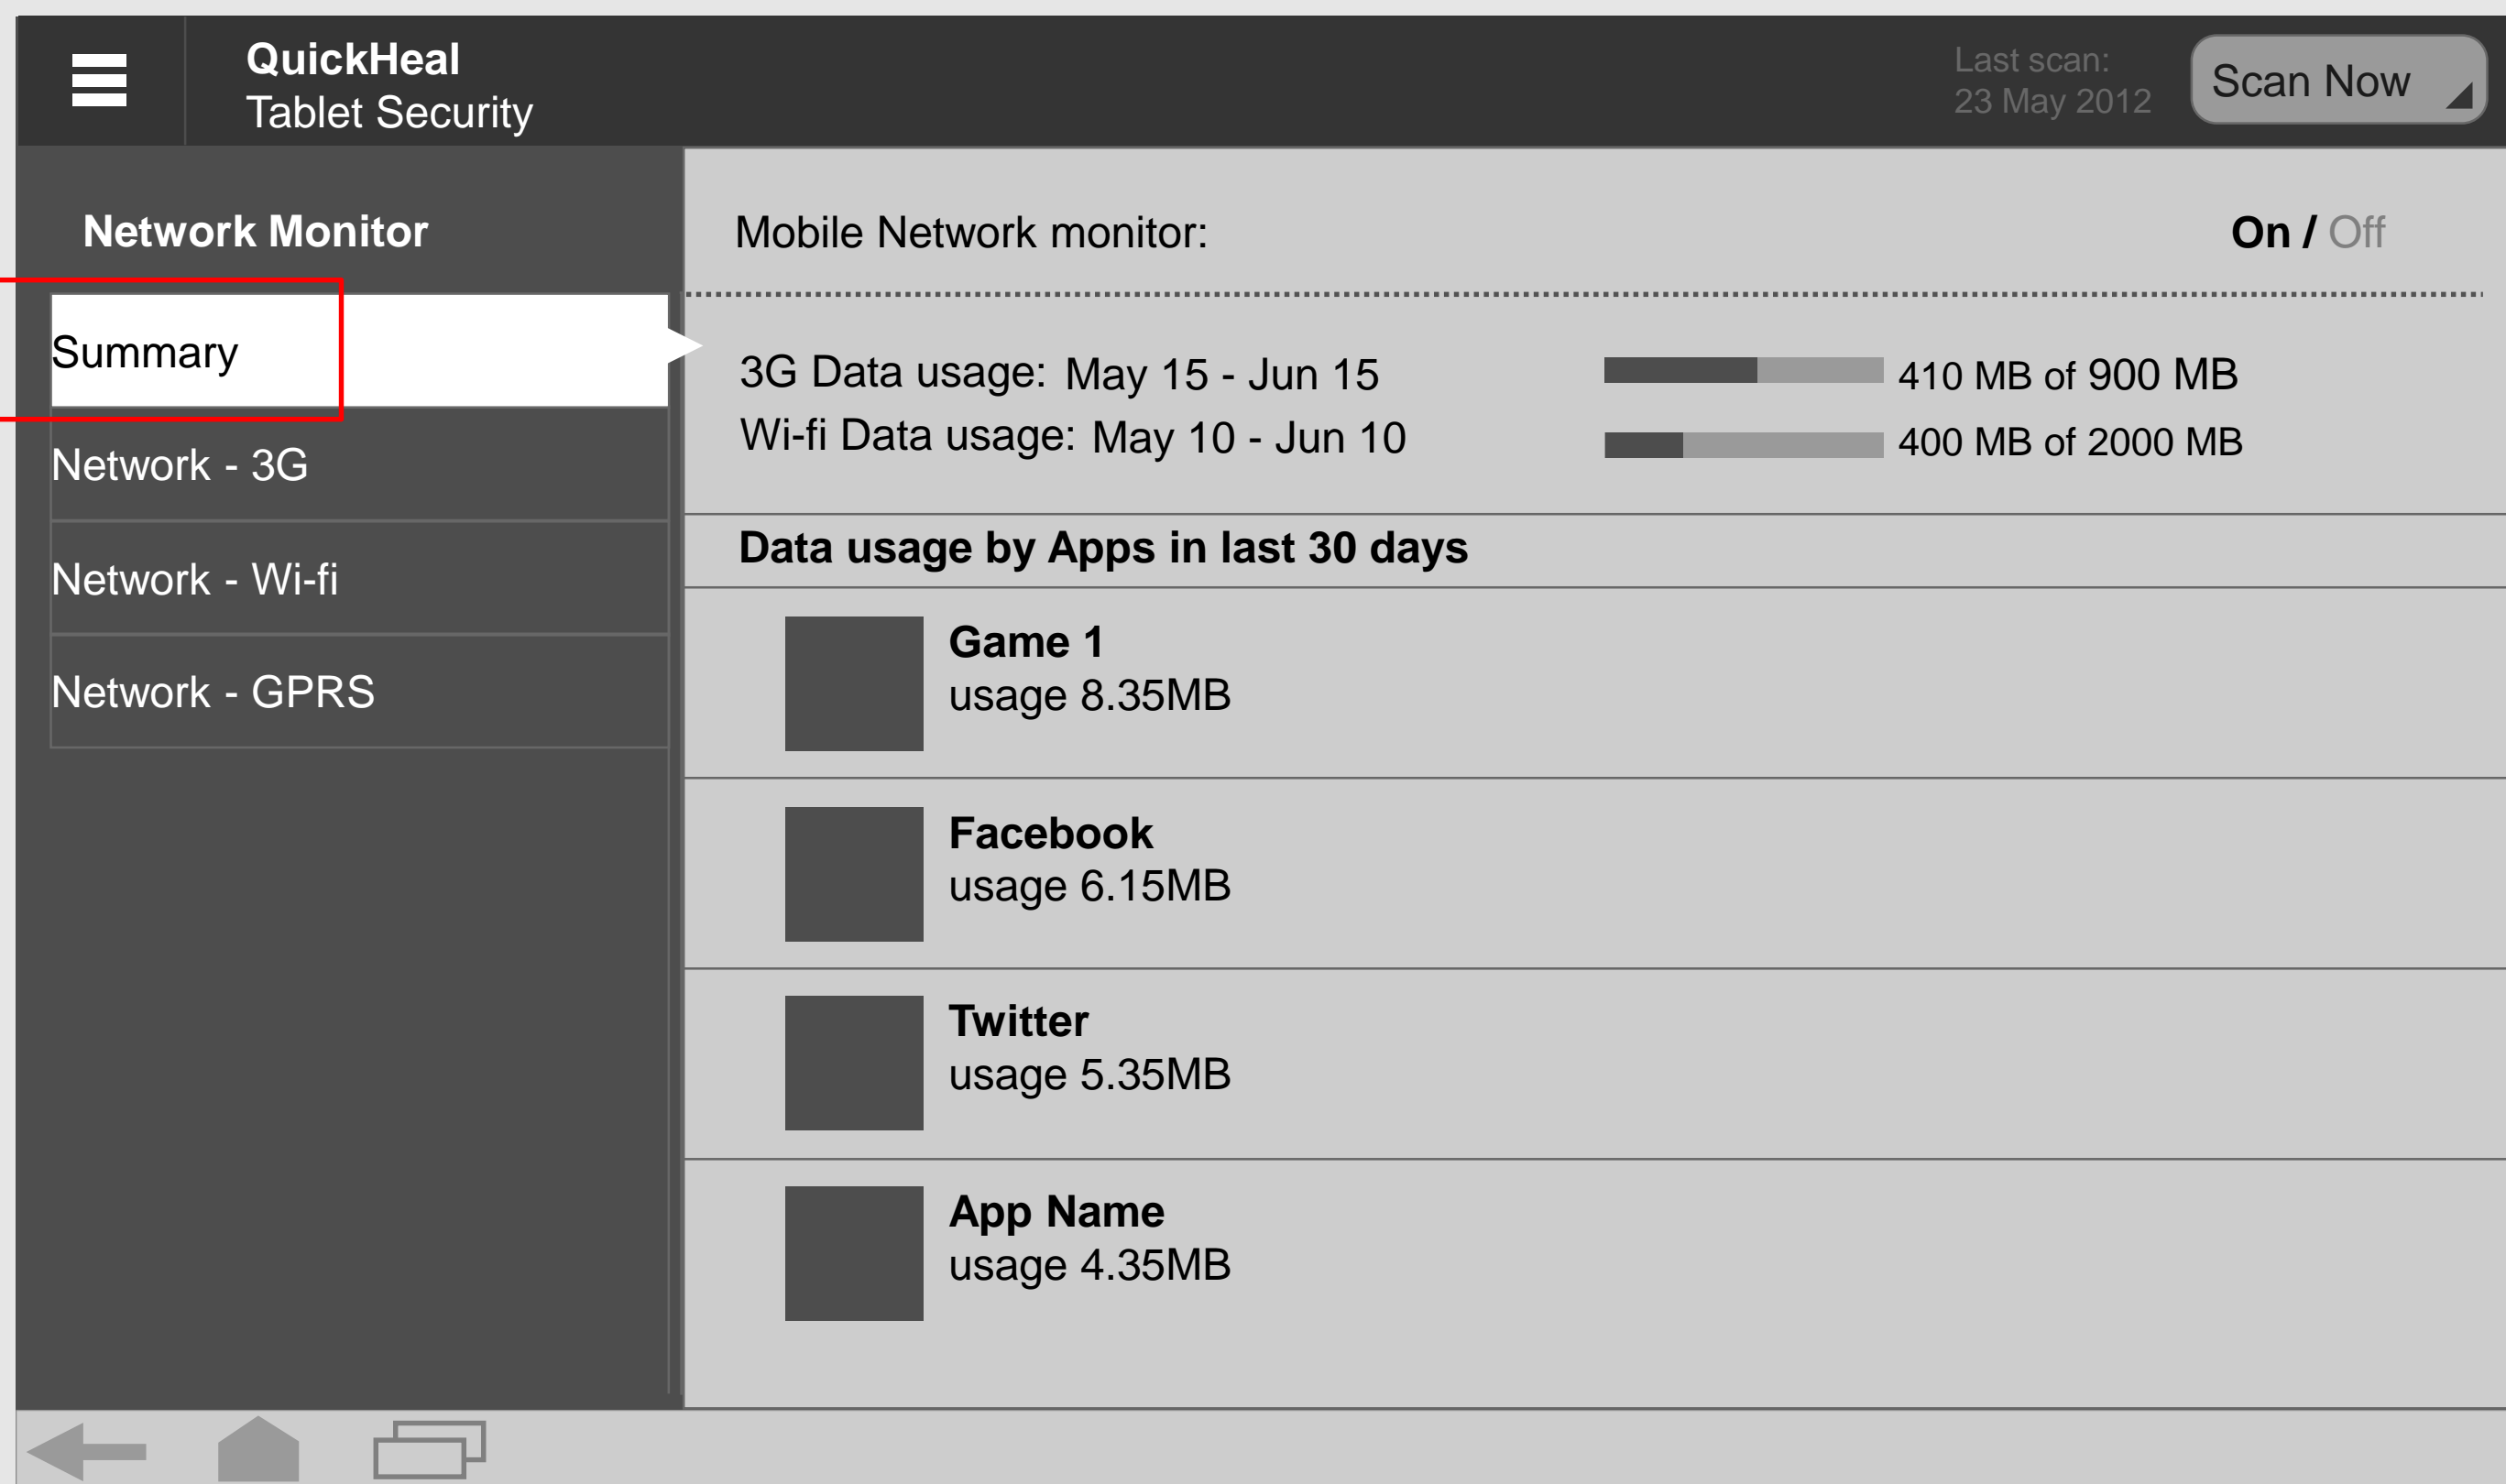 QuickHeal
Tablet Security
Last scan:
23 May 2012
Scan Now
Network Monitor
Summary
Network - 3G
Network - Wi-fi
Network - GPRS
Mobile Network monitor: On / Off
3G Data usage: May 15 - Jun 15 410 MB of 900 MB
Wi-fi Data usage: May 10 - Jun 10 400 MB of 2000 MB
Data usage by Apps in last 30 days
Game 1
usage 8.35MB
Facebook
usage 6.15MB
Twitter
usage 5.35MB
App Name
usage 4.35MB